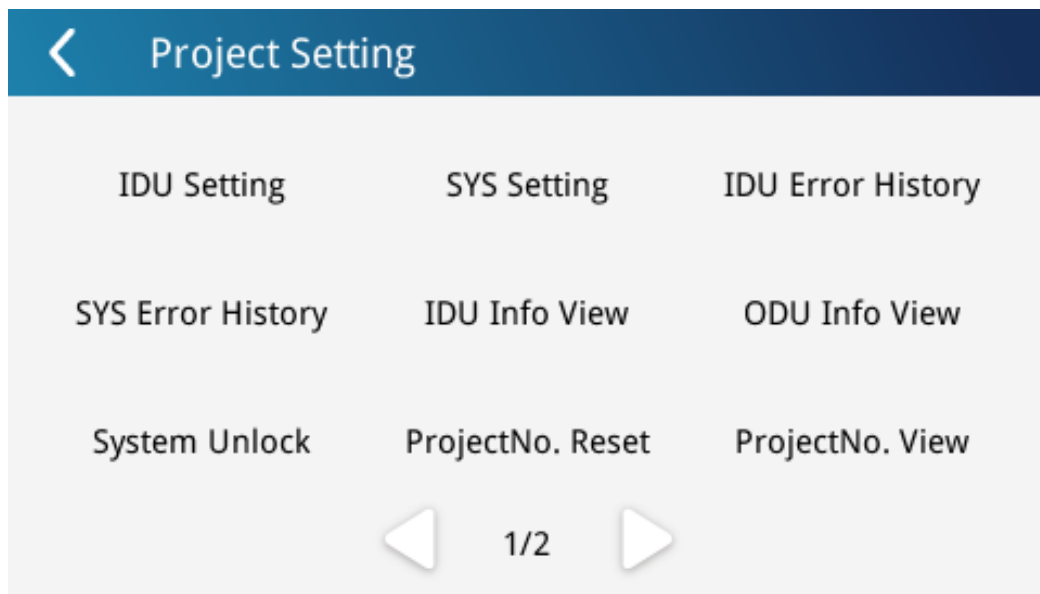 Project Setting
IDU Setting SYS Setting IDU Error History
SYS Error History IDU Info View ODU Info View
System Unlock ProjectNo. Reset ProjectNo. View
1/2